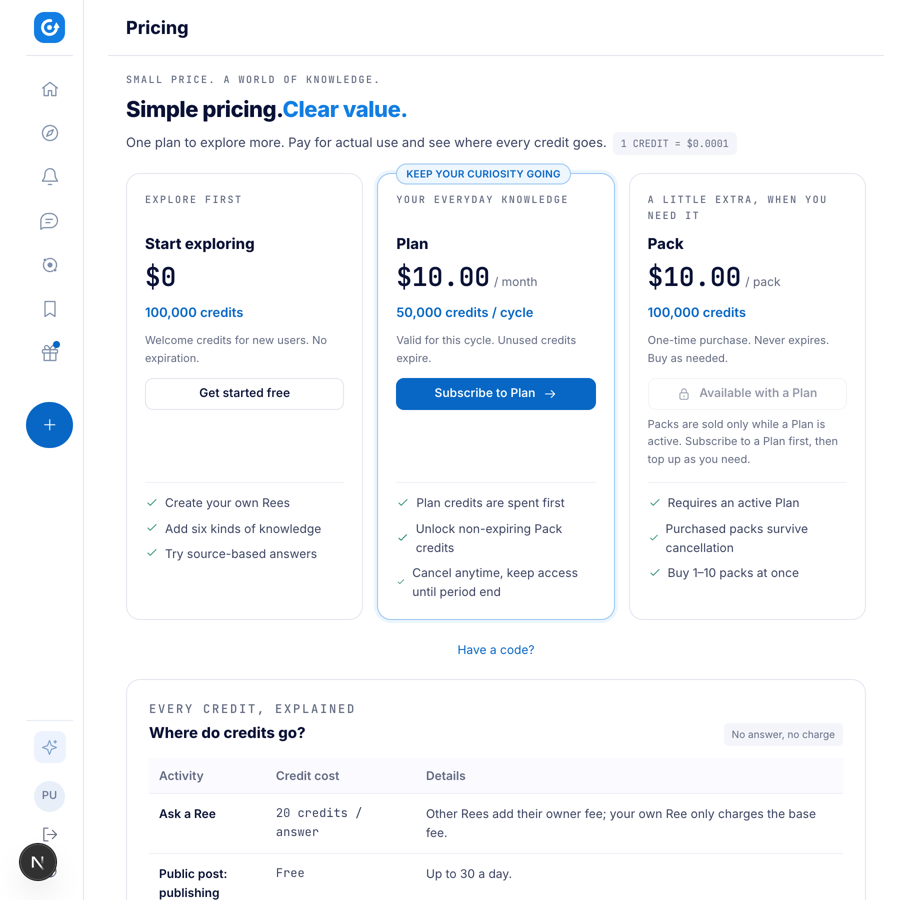 Pricing
SMALL PRICE. A WORLD OF KNOWLEDGE.
Simple pricing.Clear value.
One plan to explore more. Pay for actual use and see where every credit goes. 1 CREDIT = $0.0001
EXPLORE FIRST
Start exploring
$0
100,000 credits
Welcome credits for new users. No
expiration.
Get started free
Create your own Rees
Add six kinds of knowledge
Try source-based answers
KEEP YOUR CURIOSITY GOING
YOUR EVERYDAY KNOWLEDGE
Plan
$10.00 / month
50,000 credits / cycle
Valid for this cycle. Unused credits
expire.
Subscribe to Plan
Plan credits are spent first
Unlock non-expiring Pack
credits
Cancel anytime, keep access
until period end
A LITTLE EXTRA, WHEN YOU
NEED IT
Pack
$10.00 / pack
100,000 credits
One-time purchase. Never expires.
Buy as needed.
Available with a Plan
Packs are sold only while a Plan is
active. Subscribe to a Plan first, then
top up as you need.
Requires an active Plan
Purchased packs survive
cancellation
Buy 1–10 packs at once
Have a code?
EVERY CREDIT, EXPLAINED
Where do credits go?
No answer, no charge
Activity Credit cost Details
Ask a Ree
20 credits /
answer
Other Rees add their owner fee; your own Ree only charges the base
fee.
Public post:
publishing
Free
Up to 30 a day.
PU
N